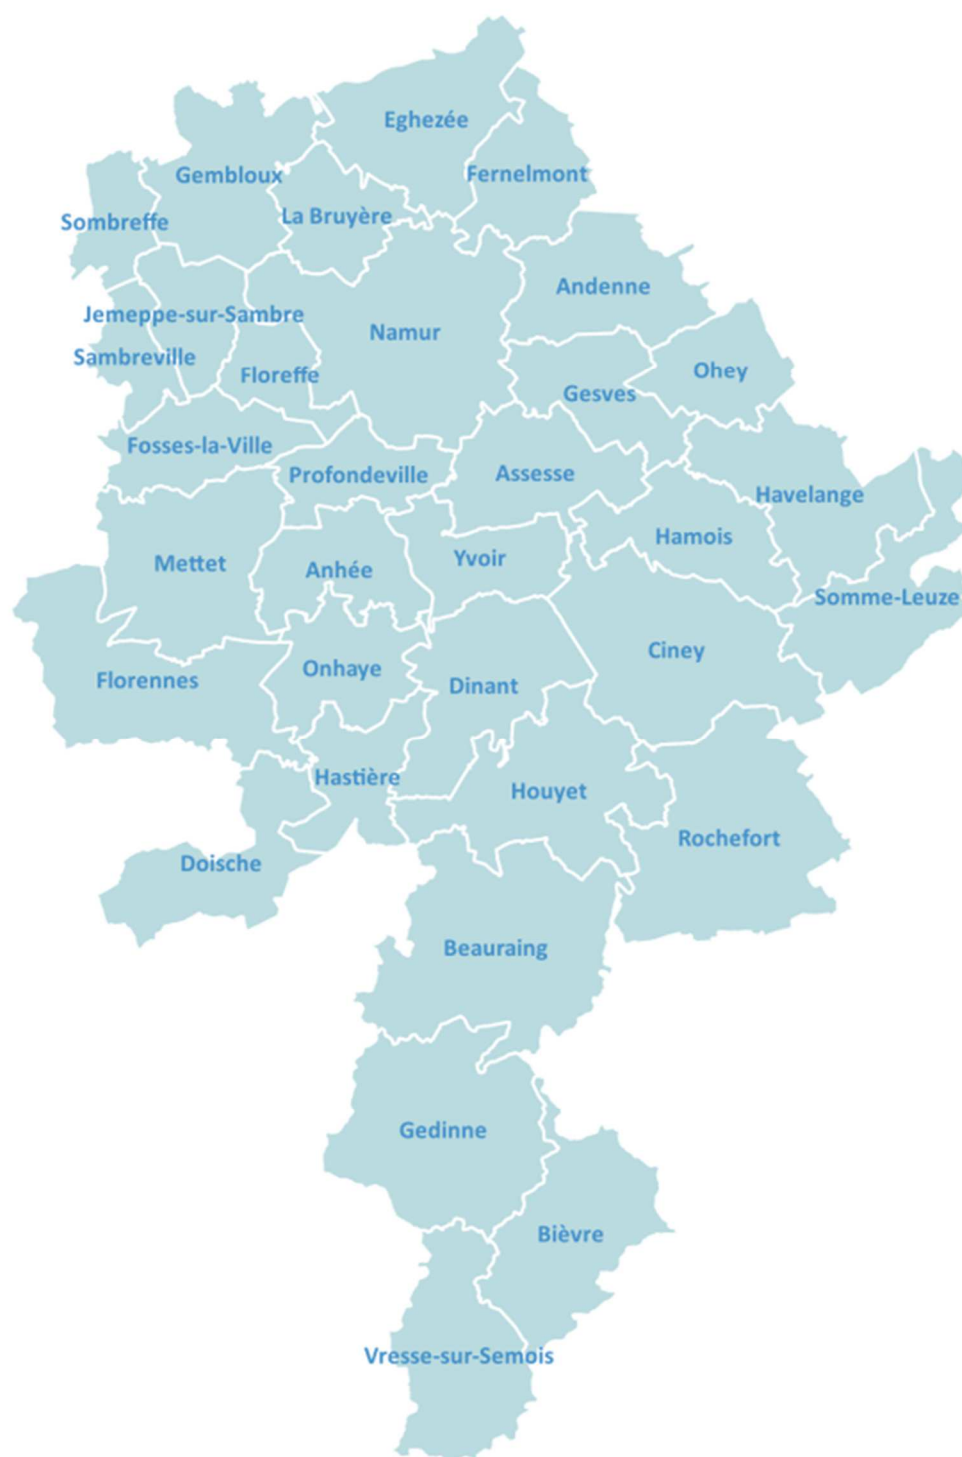 Eghezée
Gembloux
Fernelmont
La Bruyère
Sombreffe
Andenne
Jemeppe-sur-Sambre
Namur
Sambreville
Floreffe
Ohey
Gesves
Fosses-la-Ville
Profondeville
Assesse
Havelange
Hamois
Mettet
Anhée
Yvoir
Somme-Leuze
Ciney
Onhaye
Florennes
Dinant
Hastière
Houyet
Rochefort
Doische
Beauraing
Gedinne
Bièvre
Vresse-sur-Semois